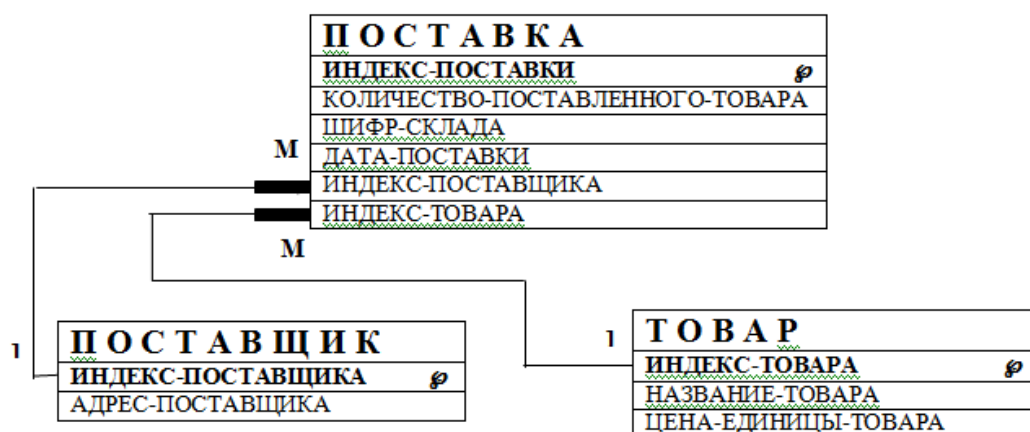 П О С Т А В К А
ИНДЕКС-ПОСТАВКИ
КОЛИЧЕСТВО-ПОСТАВЛЕННОГО-ТОВАРА
ШИФР-СКЛАДА
М
ДАТА-ПОСТАВКИ
ИНДЕКС-ПОСТАВЩИКА
ИНДЕКС-ТОВАРА
М
1
П О С Т А В Щ И К
ИНДЕКС-ПОСТАВЩИКА
АДРЕС-ПОСТАВЩИКА
1
Т О В А Р
ИНДЕКС-ТОВАРА
НАЗВАНИЕ-ТОВАРА
ЦЕНА-ЕДИНИЦЫ-ТОВАРА